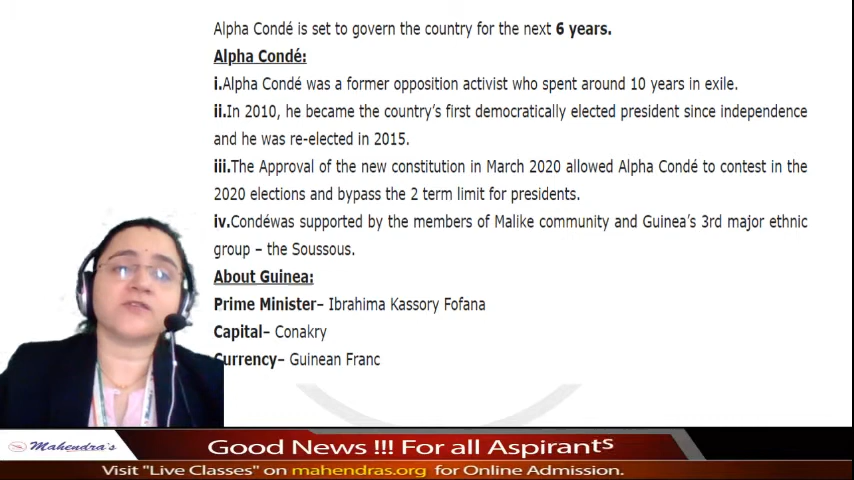 Alpha Condé is set to govern the country for the next 6 years.
Alpha Condé:
i.Alpha Condé was a former opposition activist who spent around 10 years in exile.
ii.In 2010, he became the country's first democratically elected president since independence
and he was re-elected in 2015.
iii.The Approval of the new constitution in March 2020 allowed Alpha Condé to contest in the
2020 elections and bypass the 2 term limit for presidents.
iv.Condéwas supported by the members of Malike community and Guinea's 3rd major ethnic
group – the Soussous.
About Guinea:
Prime Minister– Ibrahima Kassory Fofana
Capital– Conakry
Currency– Guinean Franc
Mahendra's
Good News !!! For all Aspirants
Visit "Live Classes" on mahendras.org for Online Admission.